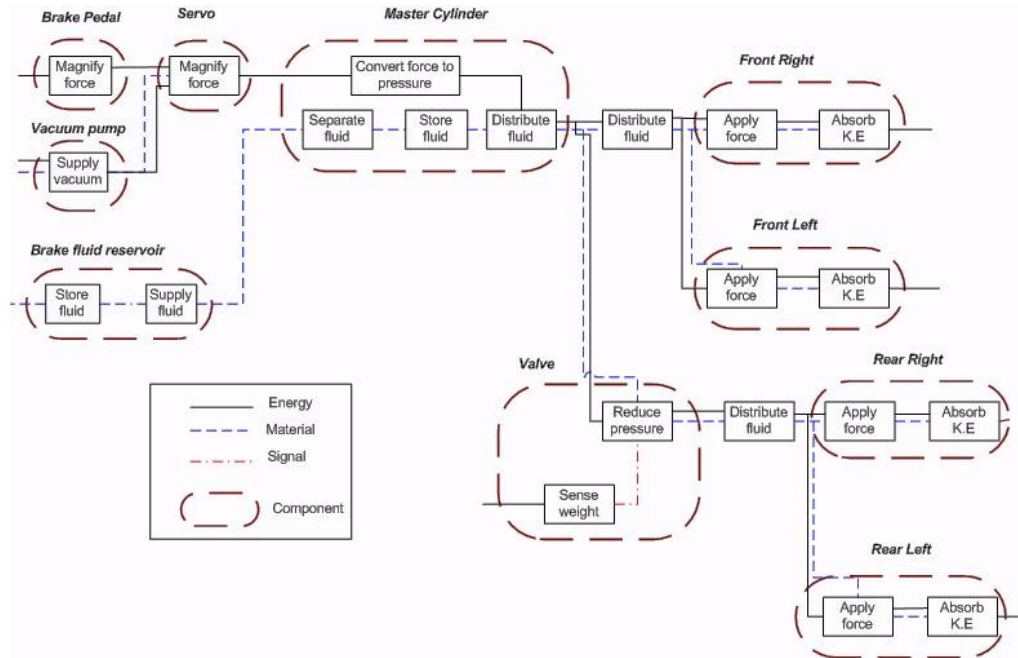 Brake Pedal
Servo
Master Cylinder
Magnify
force
Magnify
force
Convert force to
pressure
Front Right
Vacuum pump
Supply
vacuum
Separate
fluid
Store
fluid
Distribute
fluid
Distribute
fluid
Apply
force
Absorb
K.E
Brake fluid reservoir
Store
fluid
Supply
fluid
Front Left
Apply
force
Absorb
K.E
Valve
Reduce
pressure
Sense
weight
Distribute
fluid
Rear Right
Apply
force
Absorb
K.E
Rear Left
Apply
force
Absorb
K.E
Energy
Material
Signal
Component